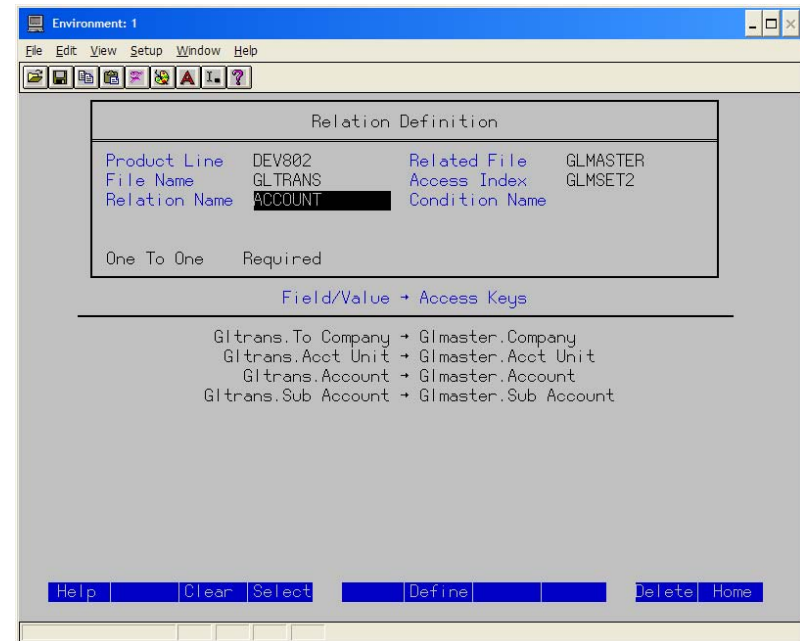 Environment: 1
File Edit View Setup Window Help
Relation Definition
Product Line DEV802 Related File GLMASTER
File Name GLTRANS Access Index GLMSET2
Relation Name ACCOUNT Condition Name
One To One Required
Field/Value → Access Keys
Gltrans.To Company → Glmaster.Company
Gltrans.Acct Unit → Glmaster.Acct Unit
Gltrans.Account → Glmaster.Account
Gltrans.Sub Account → Glmaster.Sub Account
Help Clear Select Define Delete Home